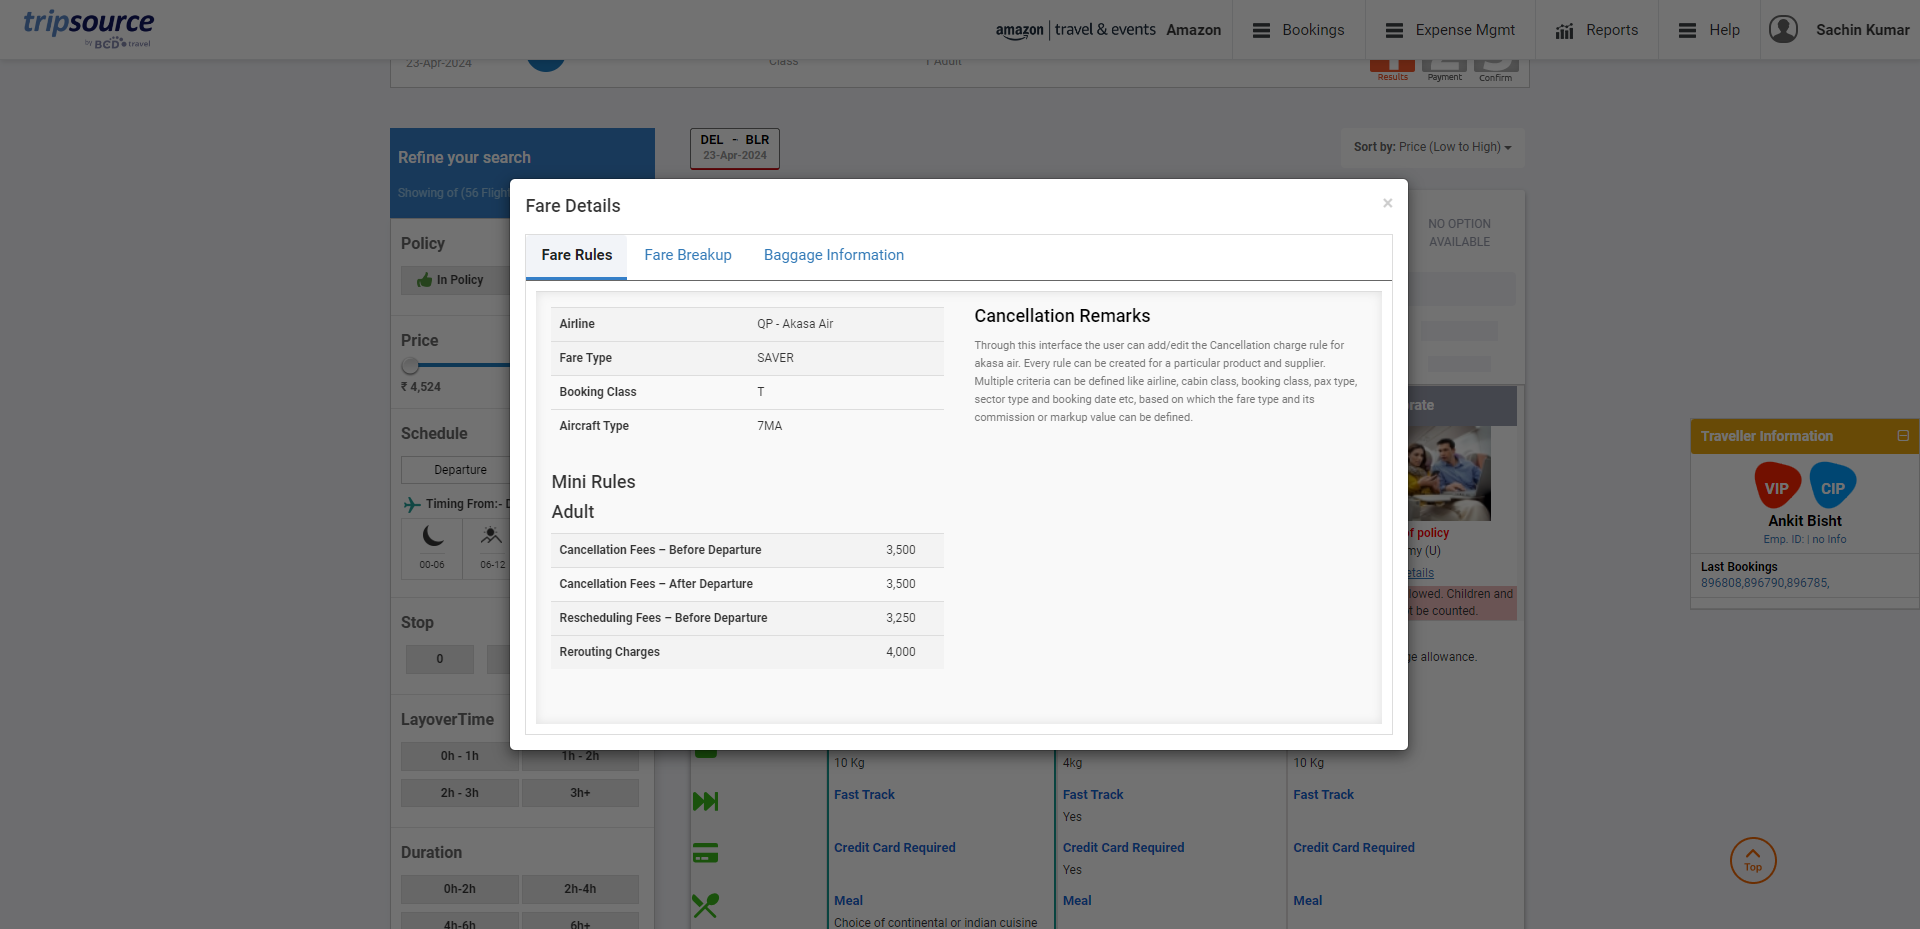 tripsource
by BCD travel
amazon | travel & events Amazon
Bookings
Expense Mgmt
Reports
Help
Sachin Kumar
23-Apr-2024
Class
1 Adult
Results
Payment
Confirm
Refine your search
Showing of (56 Flight
DEL - BLR
23-Apr-2024
Sort by: Price (Low to High)
NO OPTION
AVAILABLE
Policy
In Policy
Price
₹ 4,524
Schedule
Departure
Timing From:- D
00-06
06-12
Stop
0
LayoverTime
0h - 1h
1h - 2h
2h - 3h
3h+
Duration
0h-2h
2h-4h
4h-6h
6h+
Fare Details
×
Fare Rules
Fare Breakup
Baggage Information
Airline QP - Akasa Air
Fare Type SAVER
Booking Class T
Aircraft Type 7MA
Mini Rules
Adult
Cancellation Fees – Before Departure 3,500
Cancellation Fees – After Departure 3,500
Rescheduling Fees – Before Departure 3,250
Rerouting Charges 4,000
Cancellation Remarks
Through this interface the user can add/edit the Cancellation charge rule for
akasa air. Every rule can be created for a particular product and supplier.
Multiple criteria can be defined like airline, cabin class, booking class, pax type,
sector type and booking date etc, based on which the fare type and its
commission or markup value can be defined.
orate
of policy
my (U)
etails
lowed. Children and
t be counted.
ge allowance.
10 Kg
4kg
10 Kg
Fast Track
Fast Track
Fast Track
Yes
Credit Card Required
Credit Card Required
Credit Card Required
Yes
Meal
Meal
Meal
Choice of continental or indian cuisine
Traveller Information
VIP
CIP
Ankit Bisht
Emp. ID: | no Info
Last Bookings
896808,896790,896785,
Top